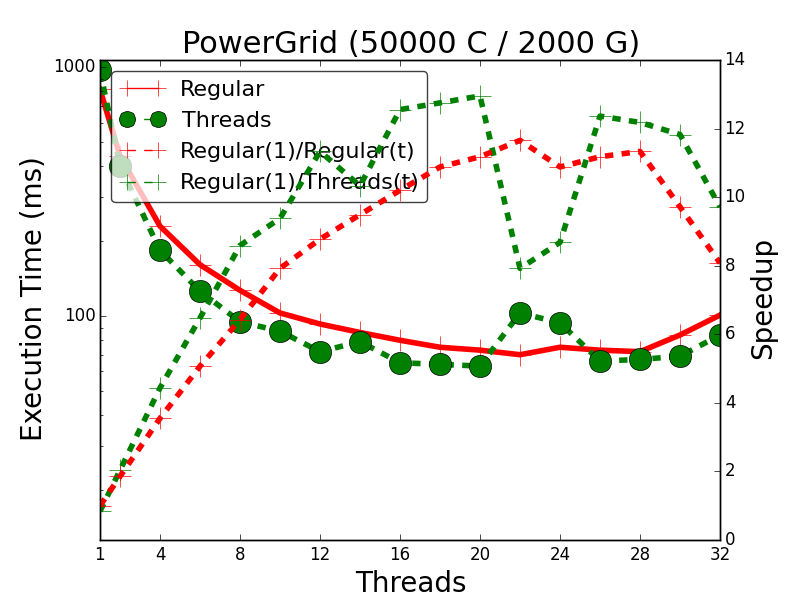 PowerGrid (50000 C / 2000 G)
1000
100
Execution Time (ms)
Regular
Threads
Regular(1)/Regular(t)
Regular(1)/Threads(t)
14
12
10
8
6
4
2
0
Speedup
1 4 8 12 16 20 24 28 32
Threads